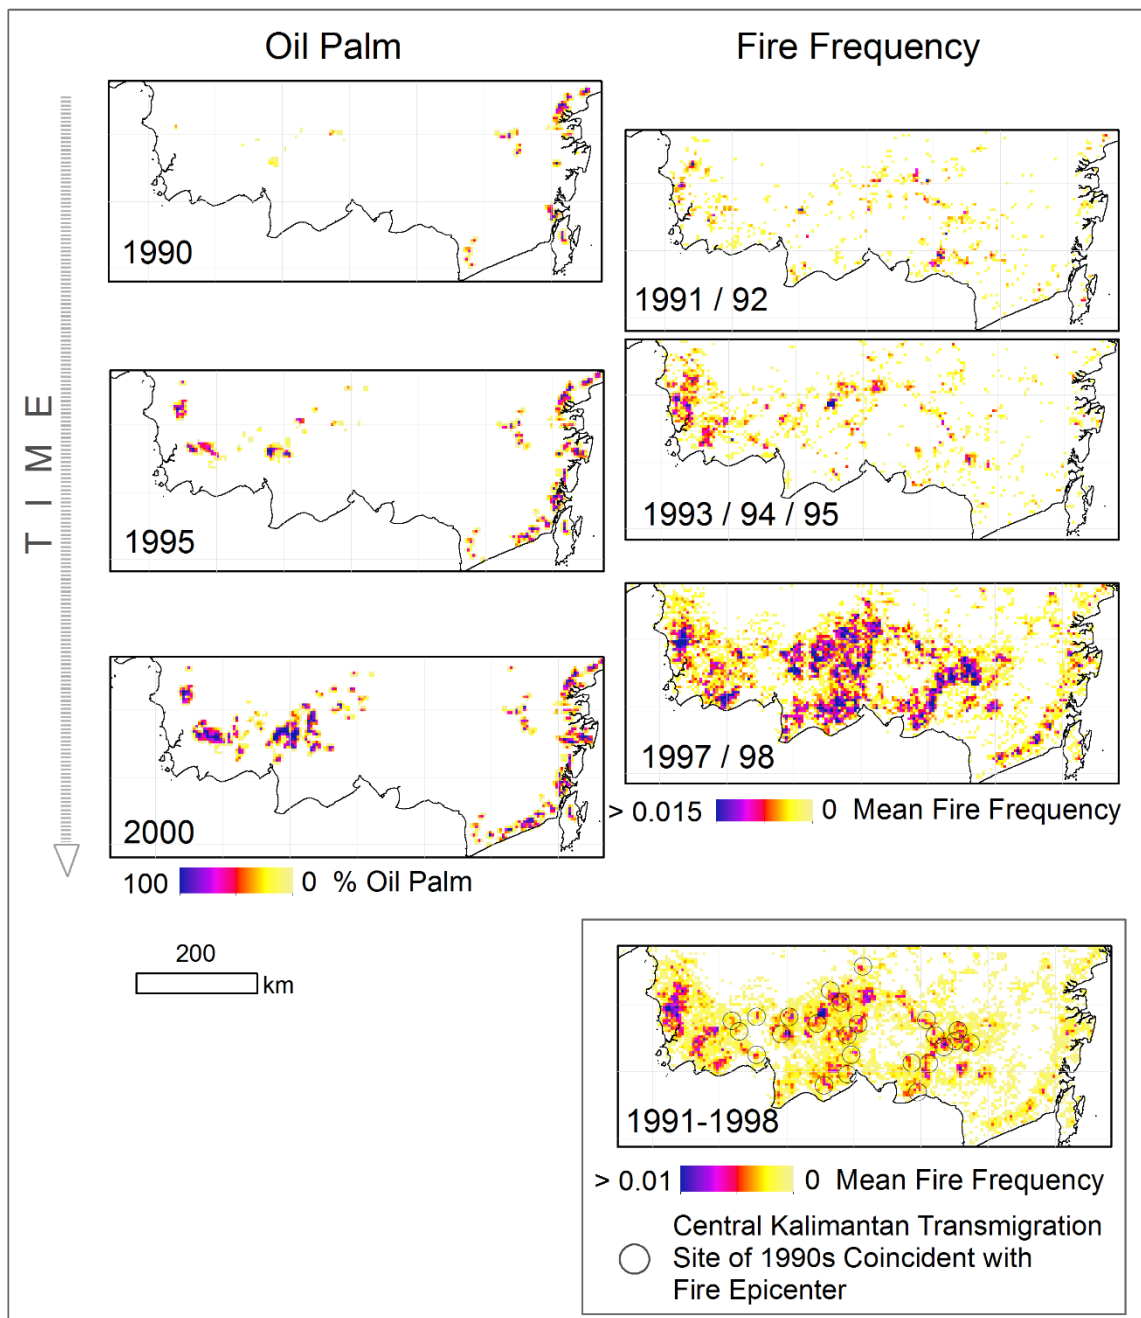 Oil Palm
Fire Frequency
TIME
1990
1991 / 92
1995
1993 / 94 / 95
2000
1997 / 98
100 0 % Oil Palm
> 0.015 0 Mean Fire Frequency
200
km
1991-1998
> 0.01 0 Mean Fire Frequency
Central Kalimantan Transmigration
Site of 1990s Coincident with
Fire Epicenter